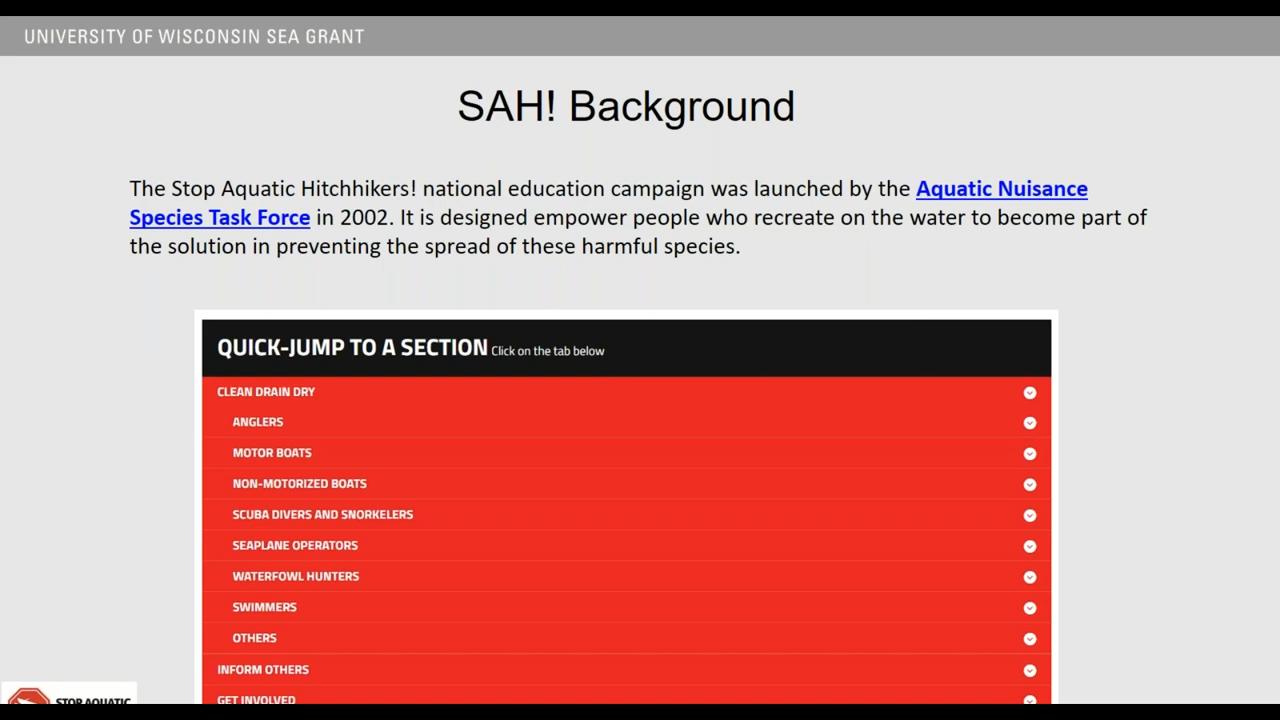 UNIVERSITY OF WISCONSIN SEA GRANT
SAH! Background
The Stop Aquatic Hitchhikers! national education campaign was launched by the Aquatic Nuisance
Species Task Force in 2002. It is designed empower people who recreate on the water to become part of
the solution in preventing the spread of these harmful species.
QUICK-JUMP TO A SECTION Click on the tab below
CLEAN DRAIN DRY
ANGLERS
MOTOR BOATS
NON-MOTORIZED BOATS
SCUBA DIVERS AND SNORKELERS
SEAPLANE OPERATORS
WATERFOWL HUNTERS
SWIMMERS
OTHERS
INFORM OTHERS
GET INVOLVED
STOP AQUATIC